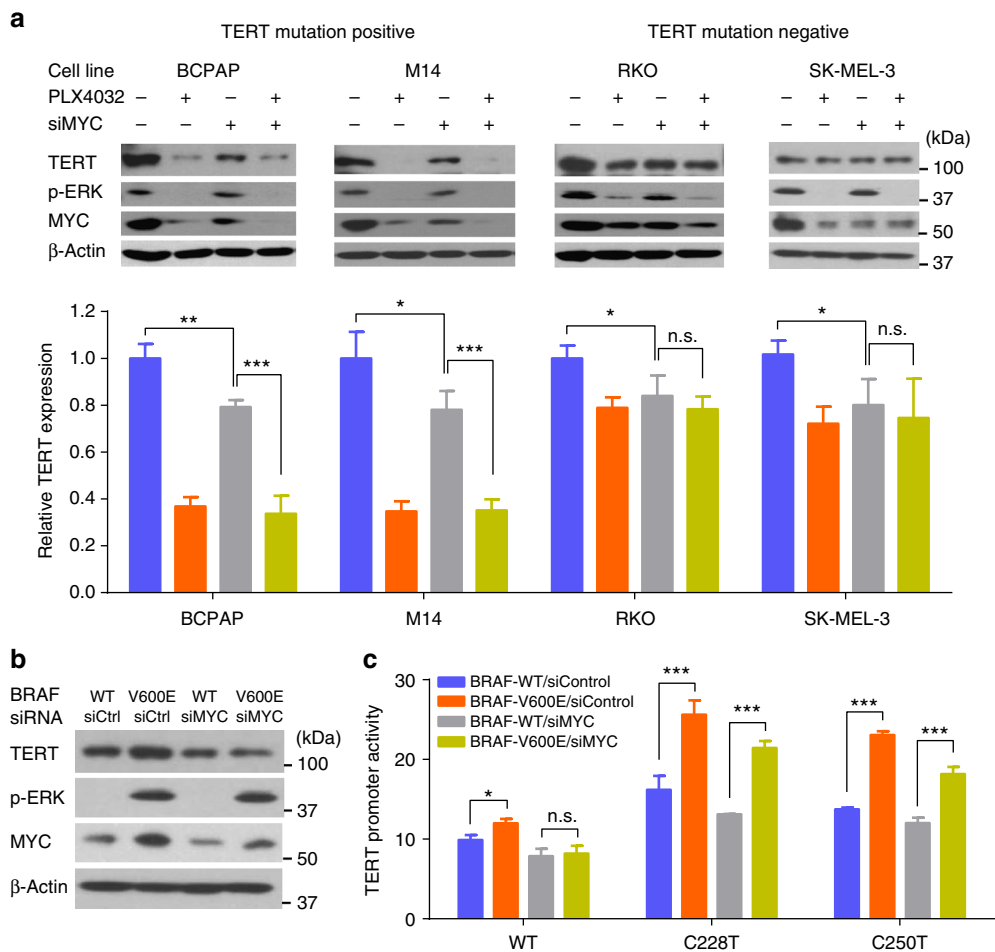 a
TERT mutation positive TERT mutation negative
Cell line BCPAP M14 RKO SK-MEL-3
PLX4032 – + – + – + – + – + – + – + – +
siMYC – – + + – – + + – – + + – – + +
(kDa)
TERT 100
p-ERK 37
MYC 50
β-Actin 37
Relative TERT expression
1.2
1.0
0.8
0.6
0.4
0.2
0.0
** *** * *** * n.s. * n.s.
BCPAP M14 RKO SK-MEL-3
b
BRAF WT V600E WT V600E
siRNA siCtrl siCtrl siMYC siMYC
(kDa)
TERT 100
p-ERK 37
MYC 50
β-Actin 37
c
BRAF-WT/siControl
BRAF-V600E/siControl
BRAF-WT/siMYC
BRAF-V600E/siMYC
TERT promoter activity
30
20
10
0
* n.s. *** *** *** ***
WT C228T C250T